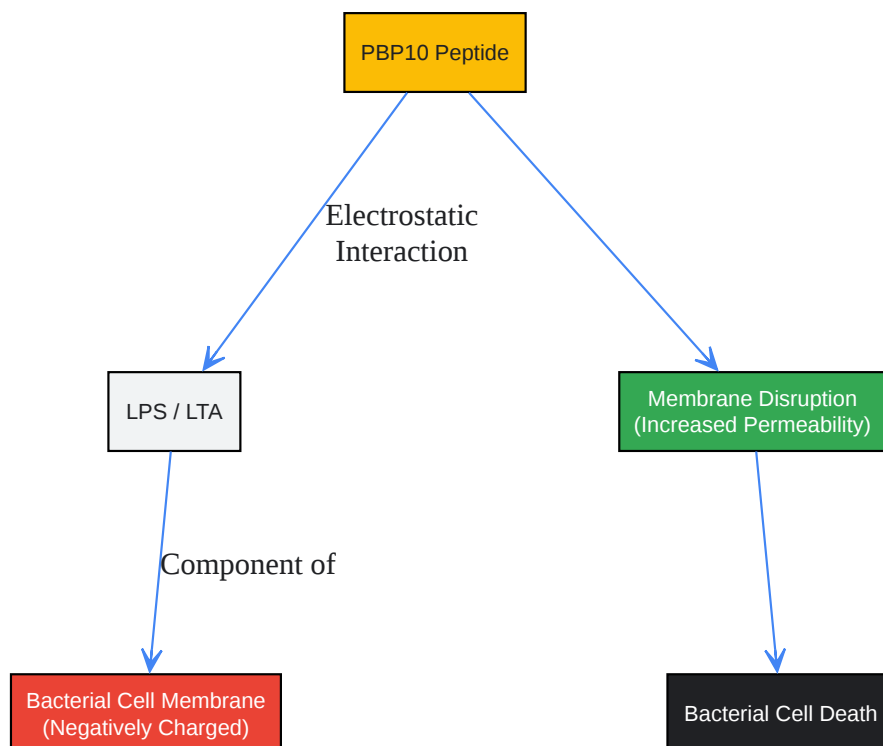 PBP10 Peptide
Electrostatic
Interaction
LPS / LTA
Membrane Disruption
(Increased Permeability)
Component of
Bacterial Cell Membrane
(Negatively Charged)
Bacterial Cell Death